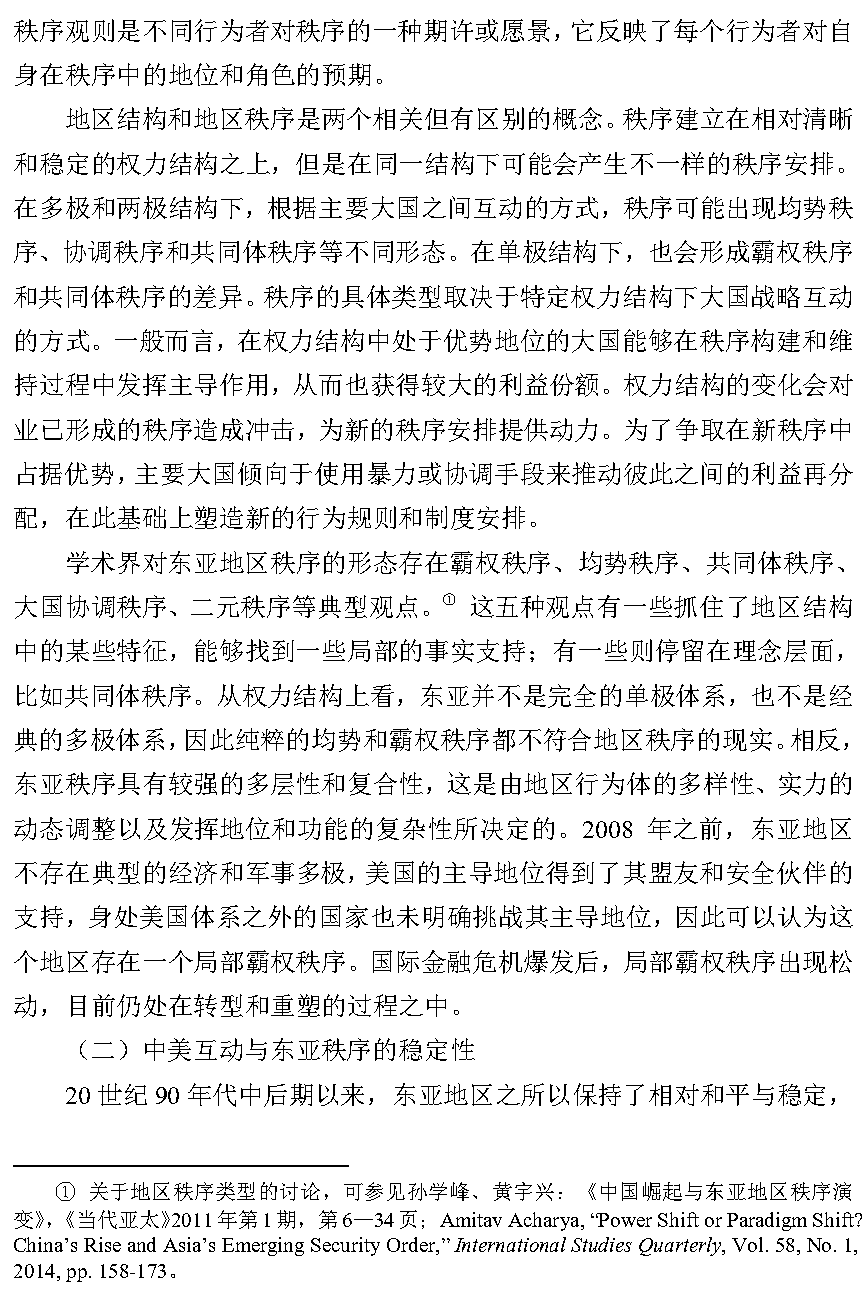 秩序观则是不同行为者对秩序的一种期许或愿景，它反映了每个行为者对自
身在秩序中的地位和角色的预期。
地区结构和地区秩序是两个相关但有区别的概念。秩序建立在相对清晰
和稳定的权力结构之上，但是在同一结构下可能会产生不一样的秩序安排。
在多极和两极结构下，根据主要大国之间互动的方式，秩序可能出现均势秩
序、协调秩序和共同体秩序等不同形态。在单极结构下，也会形成霸权秩序
和共同体秩序的差异。秩序的具体类型取决于特定权力结构下大国战略互动
的方式。一般而言，在权力结构中处于优势地位的大国能够在秩序构建和维
持过程中发挥主导作用，从而也获得较大的利益份额。权力结构的变化会对
业已形成的秩序造成冲击，为新的秩序安排提供动力。为了争取在新秩序中
占据优势，主要大国倾向于使用暴力或协调手段来推动彼此之间的利益再分
配，在此基础上塑造新的行为规则和制度安排。
学术界对东亚地区秩序的形态存在霸权秩序、均势秩序、共同体秩序、
大国协调秩序、二元秩序等典型观点。① 这五种观点有一些抓住了地区结构
中的某些特征，能够找到一些局部的事实支持；有一些则停留在理念层面，
比如共同体秩序。从权力结构上看，东亚并不是完全的单极体系，也不是经
典的多极体系，因此纯粹的均势和霸权秩序都不符合地区秩序的现实。相反，
东亚秩序具有较强的多层性和复合性，这是由地区行为体的多样性、实力的
动态调整以及发挥地位和功能的复杂性所决定的。2008 年之前，东亚地区
不存在典型的经济和军事多极，美国的主导地位得到了其盟友和安全伙伴的
支持，身处美国体系之外的国家也未明确挑战其主导地位，因此可以认为这
个地区存在一个局部霸权秩序。国际金融危机爆发后，局部霸权秩序出现松
动，目前仍处在转型和重塑的过程之中。
（二）中美互动与东亚秩序的稳定性
20 世纪 90 年代中后期以来，东亚地区之所以保持了相对和平与稳定，
① 关于地区秩序类型的讨论，可参见孙学峰、黄宇兴：《中国崛起与东亚地区秩序演
变》，《当代亚太》2011 年第 1 期，第 6—34 页；Amitav Acharya, “Power Shift or Paradigm Shift?
China’s Rise and Asia’s Emerging Security Order,” International Studies Quarterly, Vol. 58, No. 1,
2014, pp. 158-173。